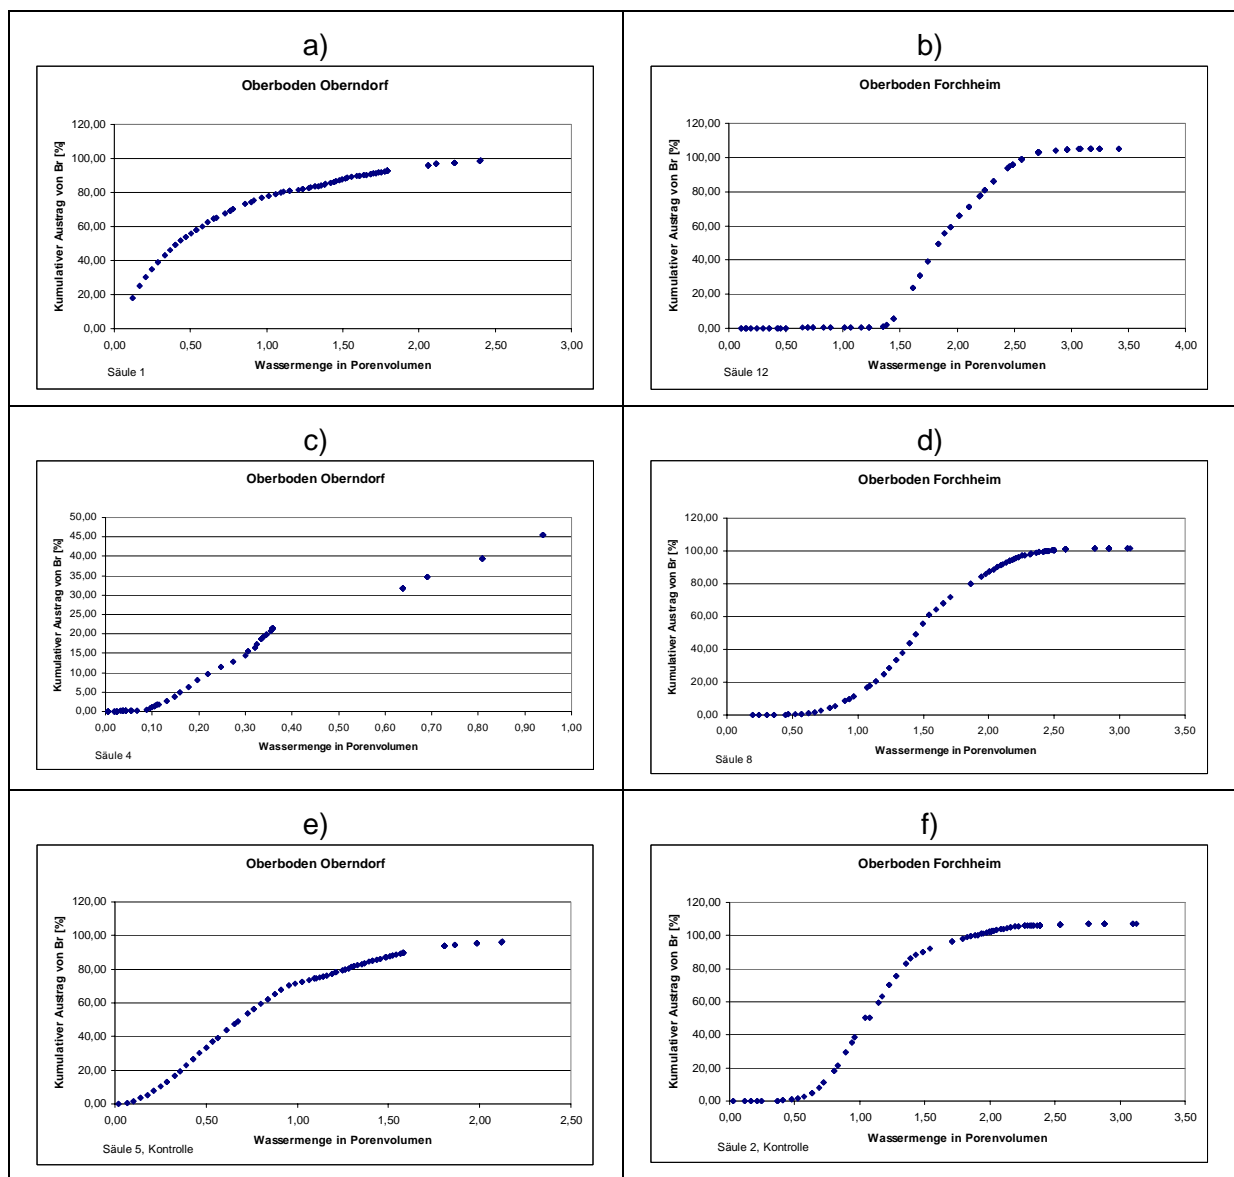 a)
Oberboden Oberndorf
Kumulativer Austrag von Br [%]
120,00
100,00
80,00
60,00
40,00
20,00
0,00
0,00 0,50 1,00 1,50 2,00 2,50 3,00
Wassermenge in Porenvolumen
Säule 1
b)
Oberboden Forchheim
Kumulativer Austrag von Br [%]
120,00
100,00
80,00
60,00
40,00
20,00
0,00
0,00 0,50 1,00 1,50 2,00 2,50 3,00 3,50 4,00
Wassermenge in Porenvolumen
Säule 12
c)
Oberboden Oberndorf
Kumulativer Austrag von Br [%]
50,00
45,00
40,00
35,00
30,00
25,00
20,00
15,00
10,00
5,00
0,00
0,00 0,10 0,20 0,30 0,40 0,50 0,60 0,70 0,80 0,90 1,00
Wassermenge in Porenvolumen
Säule 4
d)
Oberboden Forchheim
Kumulativer Austrag von Br [%]
120,00
100,00
80,00
60,00
40,00
20,00
0,00
0,00 0,50 1,00 1,50 2,00 2,50 3,00 3,50
Wassermenge in Porenvolumen
Säule 8
e)
Oberboden Oberndorf
Kumulativer Austrag von Br [%]
120,00
100,00
80,00
60,00
40,00
20,00
0,00
0,00 0,50 1,00 1,50 2,00 2,50
Wassermenge in Porenvolumen
Säule 5, Kontrolle
f)
Oberboden Forchheim
Kumulativer Austrag von Br [%]
120,00
100,00
80,00
60,00
40,00
20,00
0,00
0,00 0,50 1,00 1,50 2,00 2,50 3,00 3,50
Wassermenge in Porenvolumen
Säule 2, Kontrolle